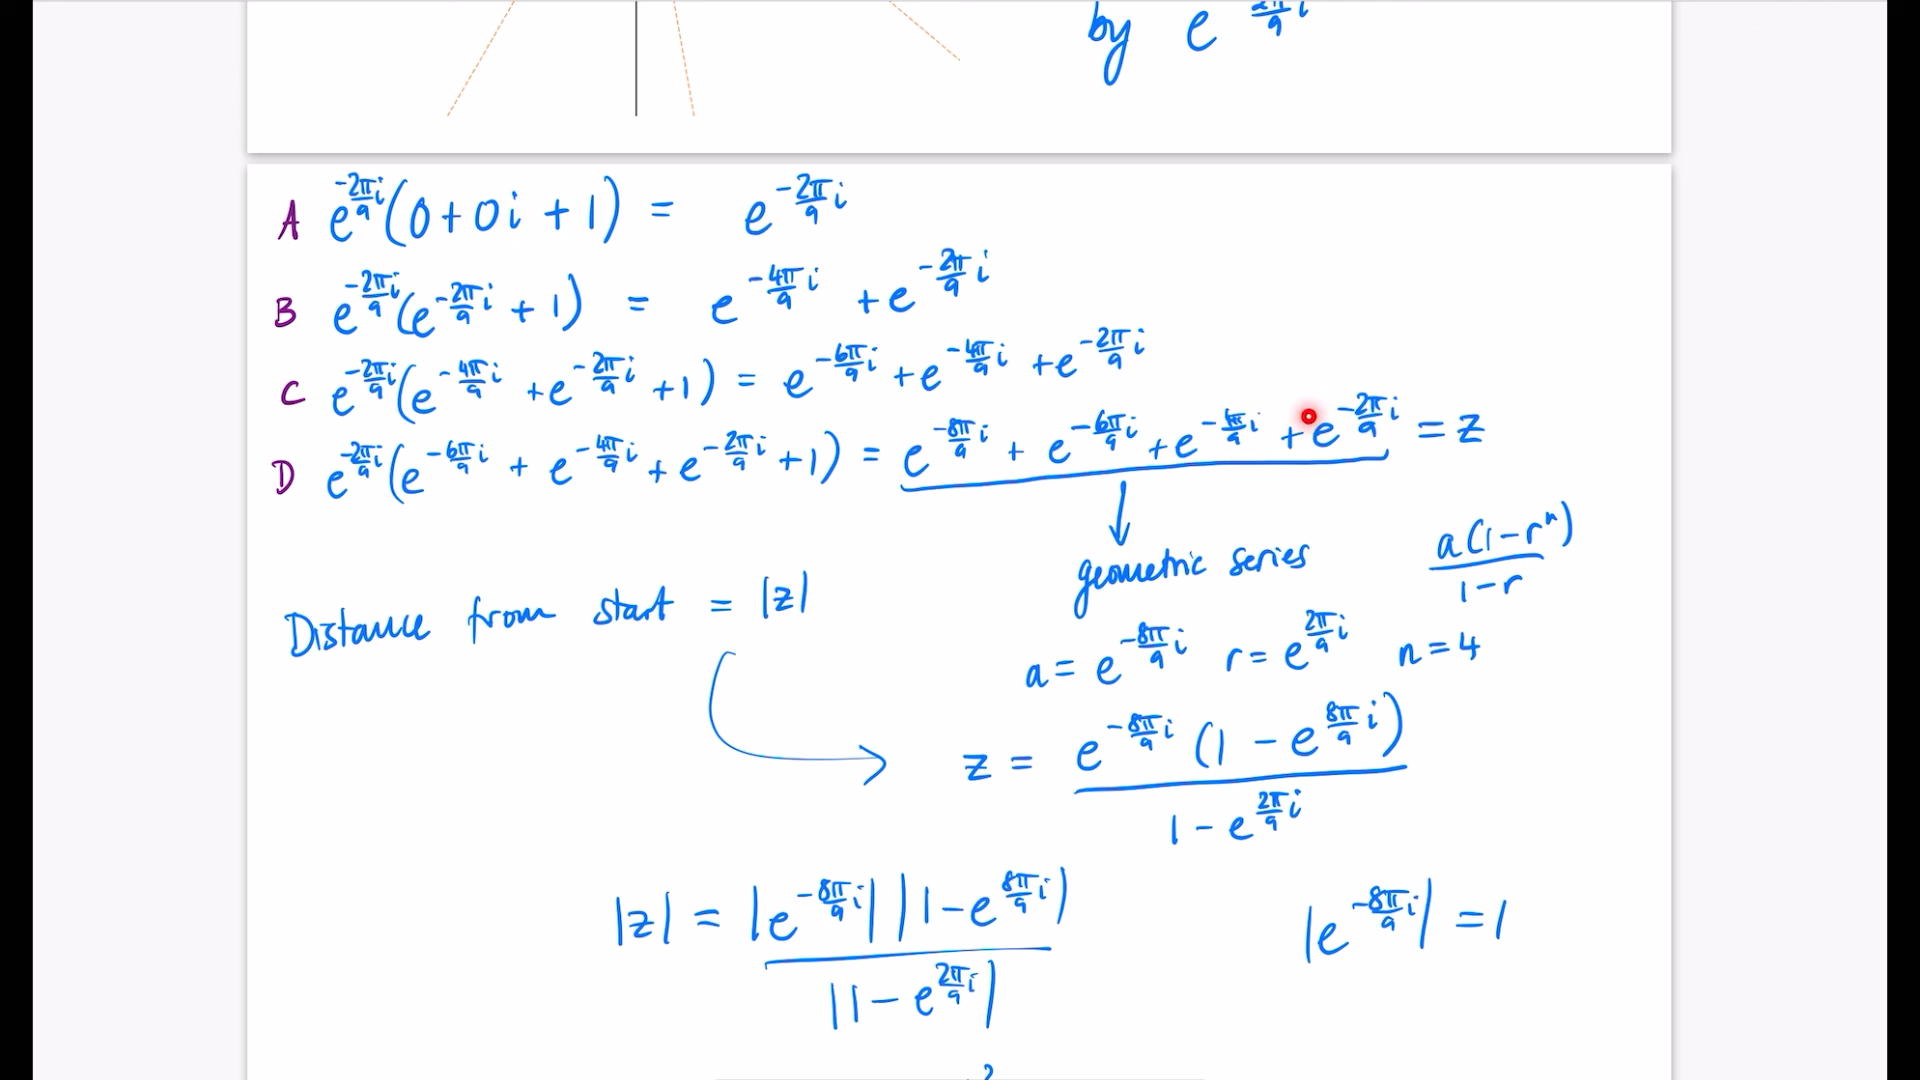 by e^{2π/9 i}
A e^{-2π/9 i}(0+0i+1) = e^{-2π/9 i}
B e^{-2π/9 i}(e^{-2π/9 i}+1) = e^{-4π/9 i} + e^{-2π/9 i}
C e^{-2π/9 i}(e^{-4π/9 i} + e^{-2π/9 i} + 1) = e^{-6π/9 i} + e^{-4π/9 i} + e^{-2π/9 i}
D e^{-2π/9 i}(e^{-6π/9 i} + e^{-4π/9 i} + e^{-2π/9 i} + 1) = e^{-8π/9 i} + e^{-6π/9 i} + e^{-4π/9 i} + e^{-2π/9 i} = z
geometric series a(1-r^n)/(1-r)
Distance from start = |z|
a = e^{-8π/9 i} r = e^{2π/9 i} n = 4
z = e^{-8π/9 i}(1 - e^{8π/9 i})/(1 - e^{2π/9 i})
|z| = |e^{-8π/9 i}| |1 - e^{8π/9 i}|/|1 - e^{2π/9 i}| |e^{-8π/9 i}| = 1